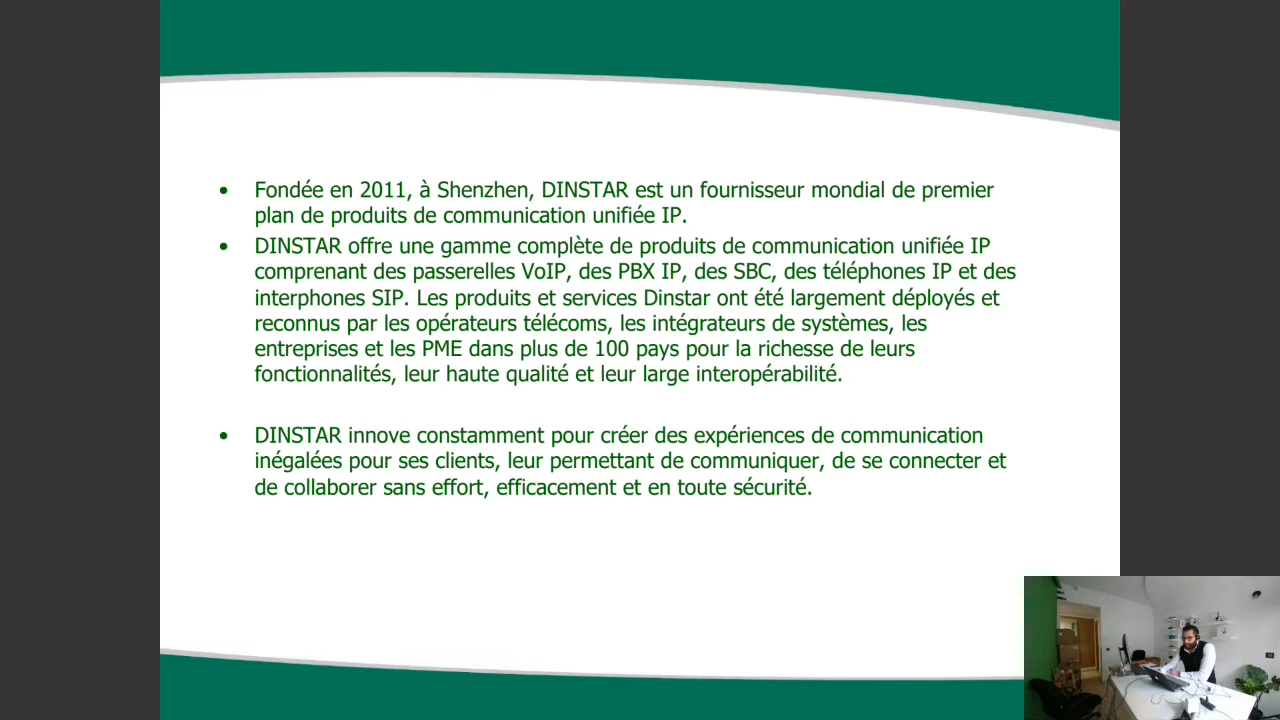 • Fondée en 2011, à Shenzhen, DINSTAR est un fournisseur mondial de premier
plan de produits de communication unifiée IP.
• DINSTAR offre une gamme complète de produits de communication unifiée IP
comprenant des passerelles VoIP, des PBX IP, des SBC, des téléphones IP et des
interphones SIP. Les produits et services Dinstar ont été largement déployés et
reconnus par les opérateurs télécoms, les intégrateurs de systèmes, les
entreprises et les PME dans plus de 100 pays pour la richesse de leurs
fonctionnalités, leur haute qualité et leur large interopérabilité.
• DINSTAR innove constamment pour créer des expériences de communication
inégalées pour ses clients, leur permettant de communiquer, de se connecter et
de collaborer sans effort, efficacement et en toute sécurité.